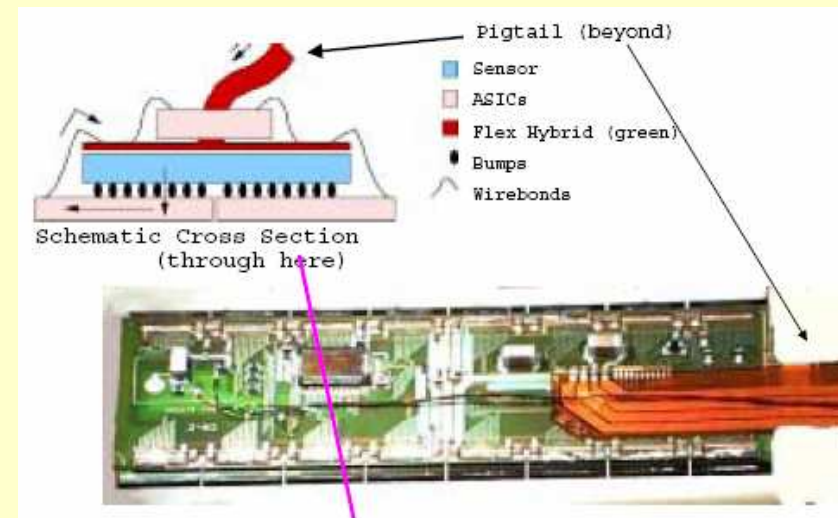 Pigtail (beyond)
Sensor
ASICs
Flex Hybrid (green)
Bumps
Wirebonds
Schematic Cross Section
(through here)